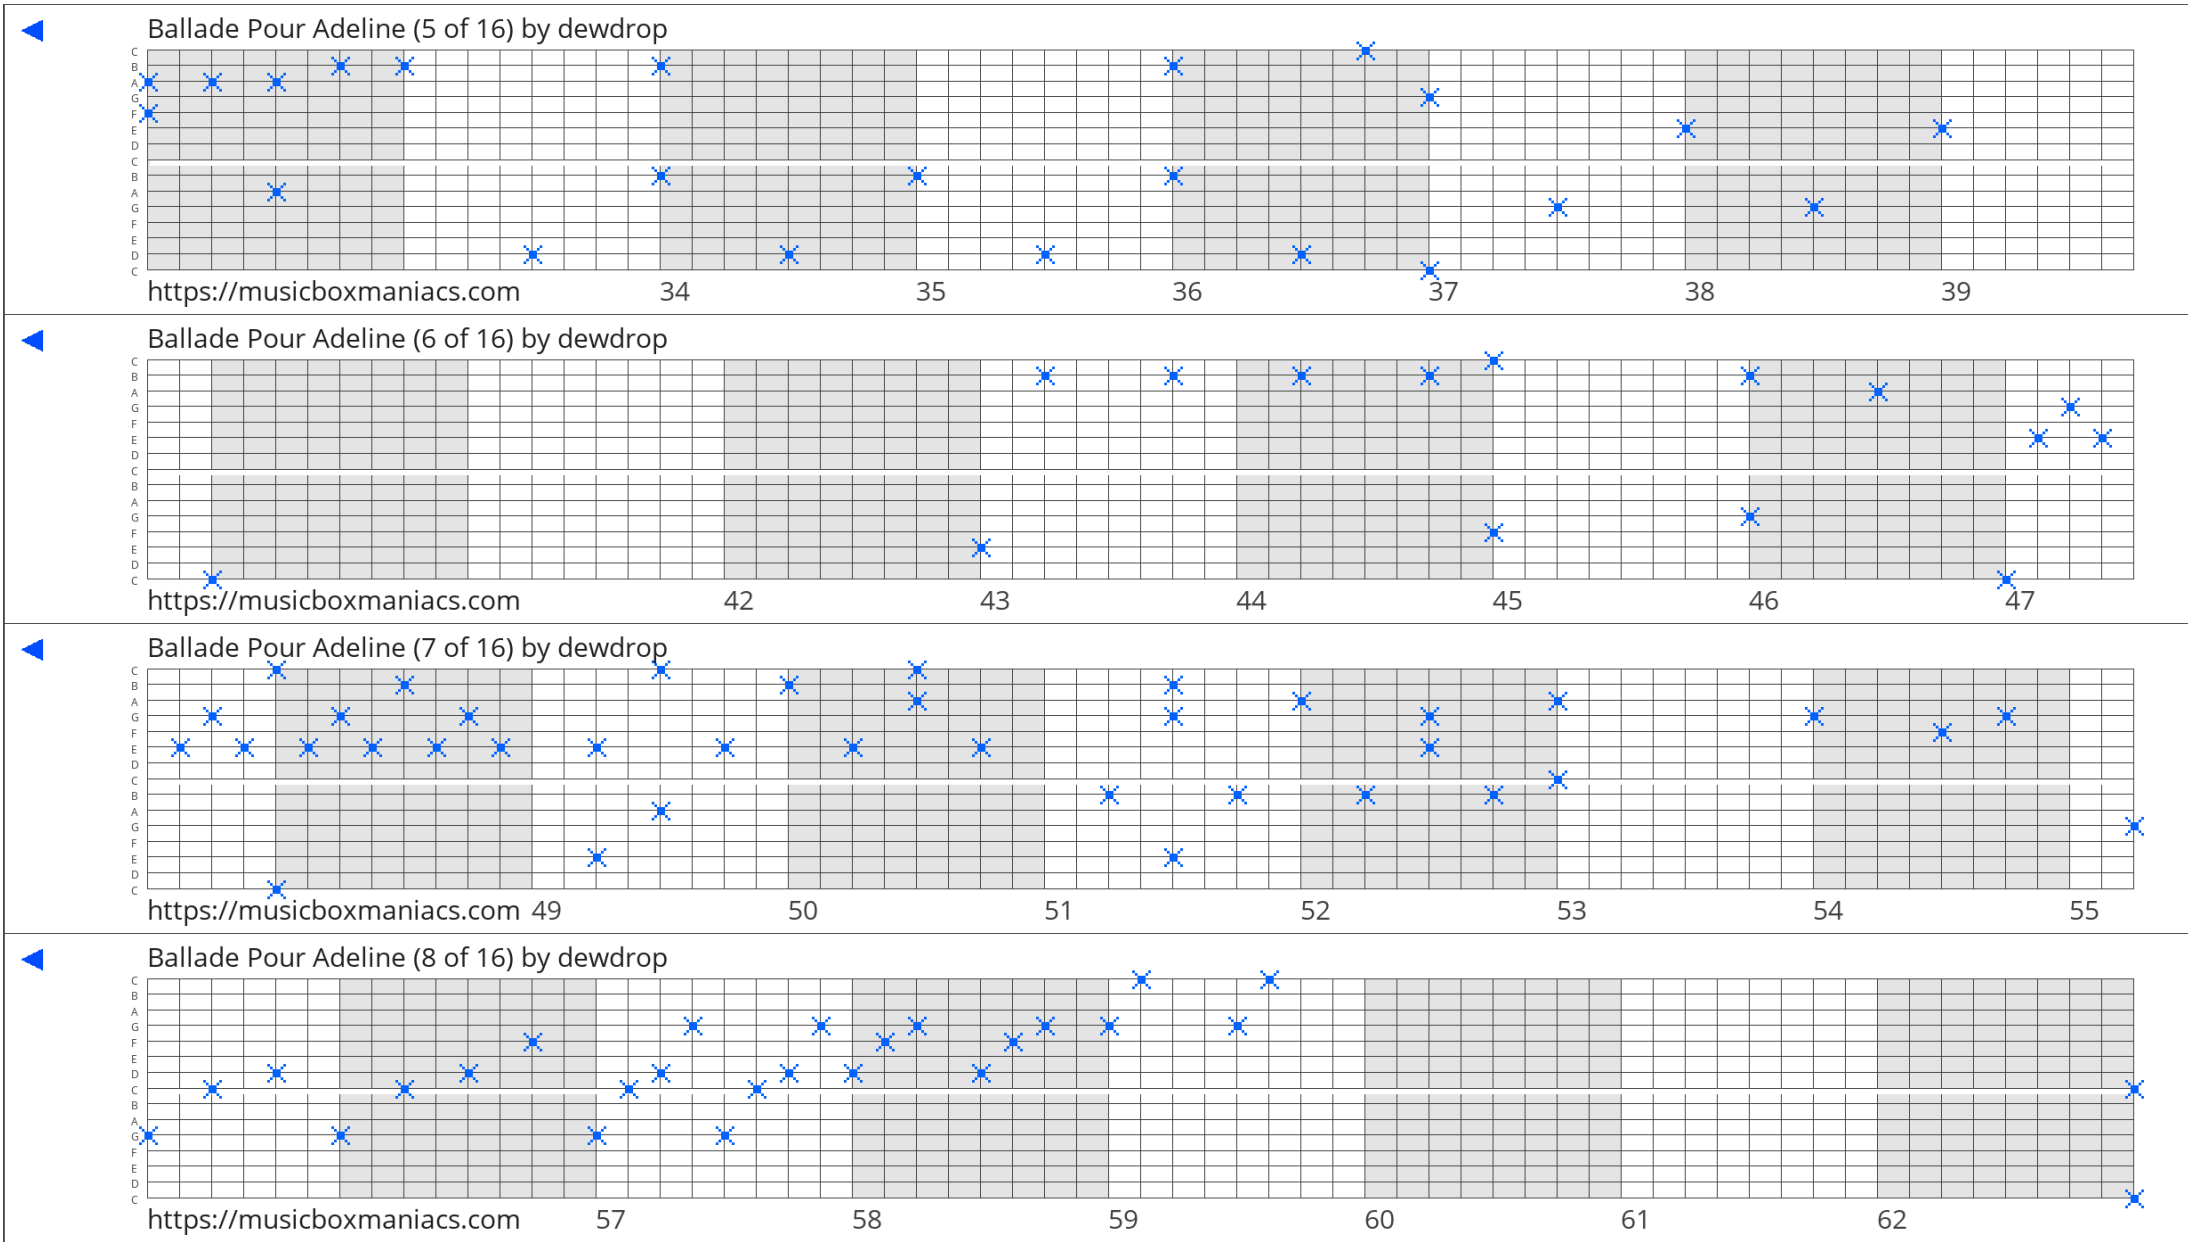 Ballade Pour Adeline (5 of 16) by dewdrop
C
B
A
G
F
E
D
C
B
A
G
F
E
D
C
https://musicboxmaniacs.com 34 35 36 37 38 39
Ballade Pour Adeline (6 of 16) by dewdrop
C
B
A
G
F
E
D
C
B
A
G
F
E
D
C
https://musicboxmaniacs.com 42 43 44 45 46 47
Ballade Pour Adeline (7 of 16) by dewdrop
C
B
A
G
F
E
D
C
B
A
G
F
E
D
C
https://musicboxmaniacs.com 49 50 51 52 53 54 55
Ballade Pour Adeline (8 of 16) by dewdrop
C
B
A
G
F
E
D
C
B
A
G
F
E
D
C
https://musicboxmaniacs.com 57 58 59 60 61 62